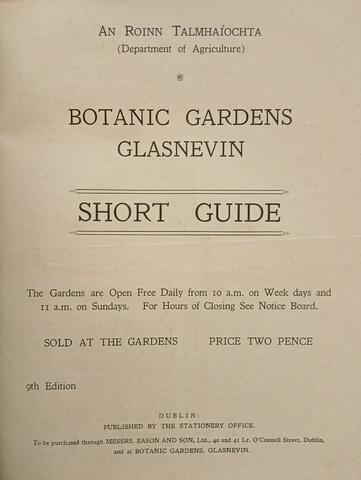 An Roinn Talmhaíochta
(Department of Agriculture)
BOTANIC GARDENS
GLASNEVIN
SHORT GUIDE
The Gardens are Open Free Daily from 10 a.m. on Week days and
11 a.m. on Sundays. For Hours of Closing See Notice Board.
SOLD AT THE GARDENS PRICE TWO PENCE
9th Edition
DUBLIN:
PUBLISHED BY THE STATIONERY OFFICE.
To be purchased through MESSRS. EASON AND SON, Ltd., 40 and 41 Lr. O'Connell Street, Dublin,
and at BOTANIC GARDENS, GLASNEVIN.